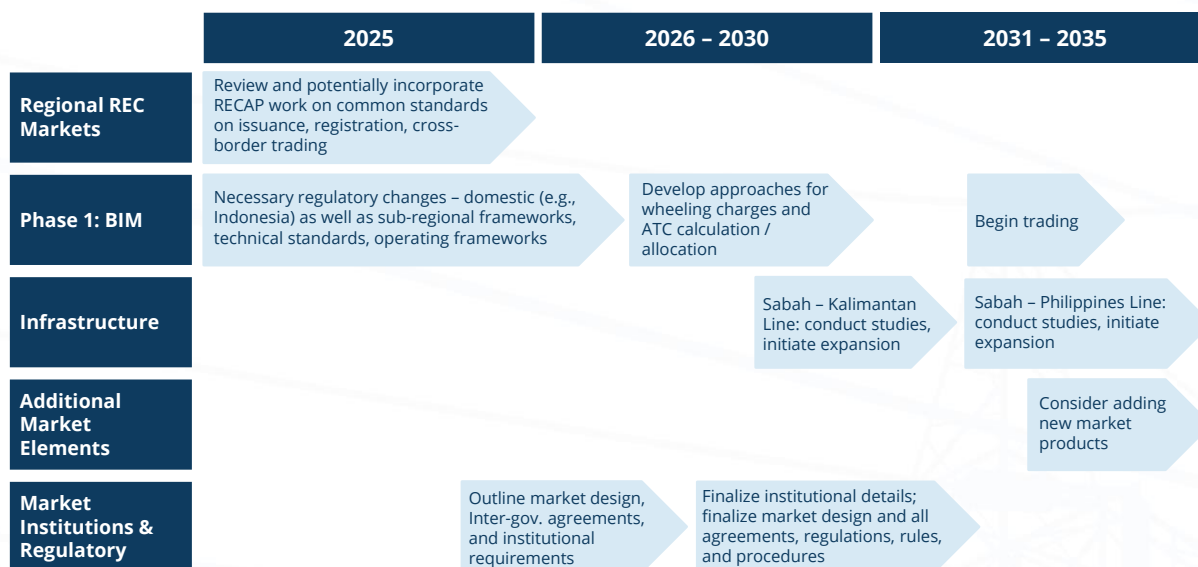 2025
2026 – 2030
2031 – 2035
Regional REC
Markets
Review and potentially incorporate
RECAP work on common standards
on issuance, registration, cross-
border trading
Phase 1: BIM
Necessary regulatory changes – domestic (e.g.,
Indonesia) as well as sub-regional frameworks,
technical standards, operating frameworks
Develop approaches for
wheeling charges and
ATC calculation /
allocation
Begin trading
Infrastructure
Sabah – Kalimantan
Line: conduct studies,
initiate expansion
Sabah – Philippines Line:
conduct studies, initiate
expansion
Additional
Market
Elements
Consider adding
new market
products
Market
Institutions &
Regulatory
Outline market design,
Inter-gov. agreements,
and institutional
requirements
Finalize institutional details;
finalize market design and all
agreements, regulations, rules,
and procedures